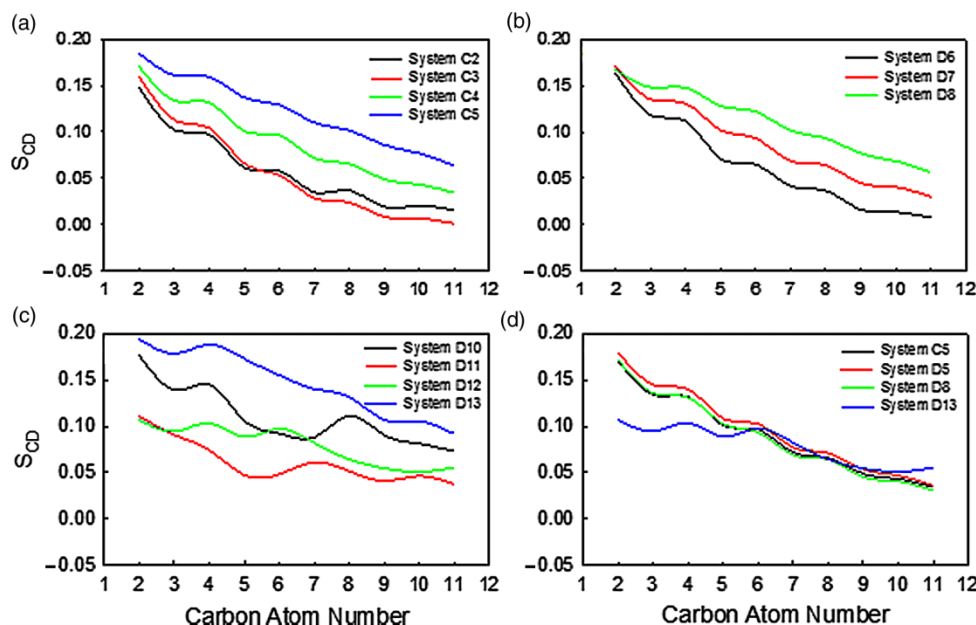 (a)
0.20
0.15
0.10
0.05
0.00
−0.05
S_CD
System C2
System C3
System C4
System C5
1 2 3 4 5 6 7 8 9 10 11 12
(b)
0.20
0.15
0.10
0.05
0.00
−0.05
System D6
System D7
System D8
1 2 3 4 5 6 7 8 9 10 11 12
(c)
0.20
0.15
0.10
0.05
0.00
−0.05
S_CD
System D10
System D11
System D12
System D13
1 2 3 4 5 6 7 8 9 10 11 12
Carbon Atom Number
(d)
0.20
0.15
0.10
0.05
0.00
−0.05
System C5
System D5
System D8
System D13
1 2 3 4 5 6 7 8 9 10 11 12
Carbon Atom Number